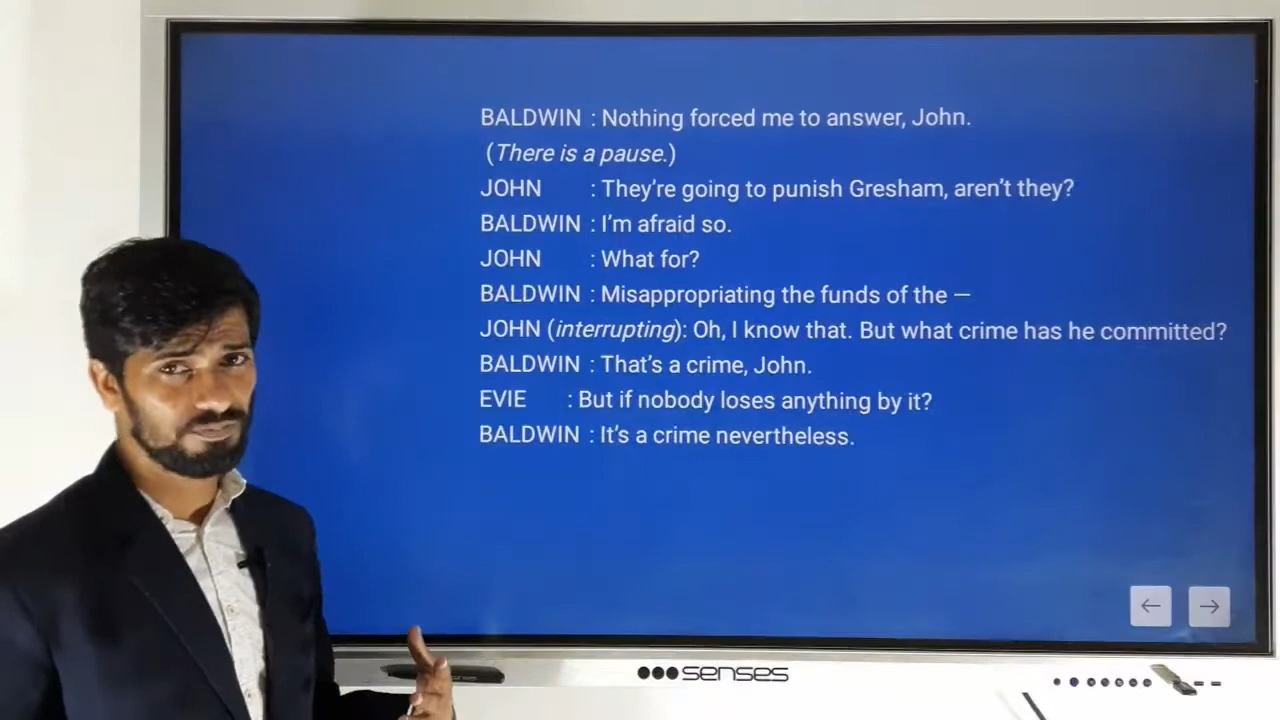 BALDWIN : Nothing forced me to answer, John.
(There is a pause.)
JOHN : They're going to punish Gresham, aren't they?
BALDWIN : I'm afraid so.
JOHN : What for?
BALDWIN : Misappropriating the funds of the —
JOHN (interrupting): Oh, I know that. But what crime has he committed?
BALDWIN : That's a crime, John.
EVIE : But if nobody loses anything by it?
BALDWIN : It's a crime nevertheless.
senses